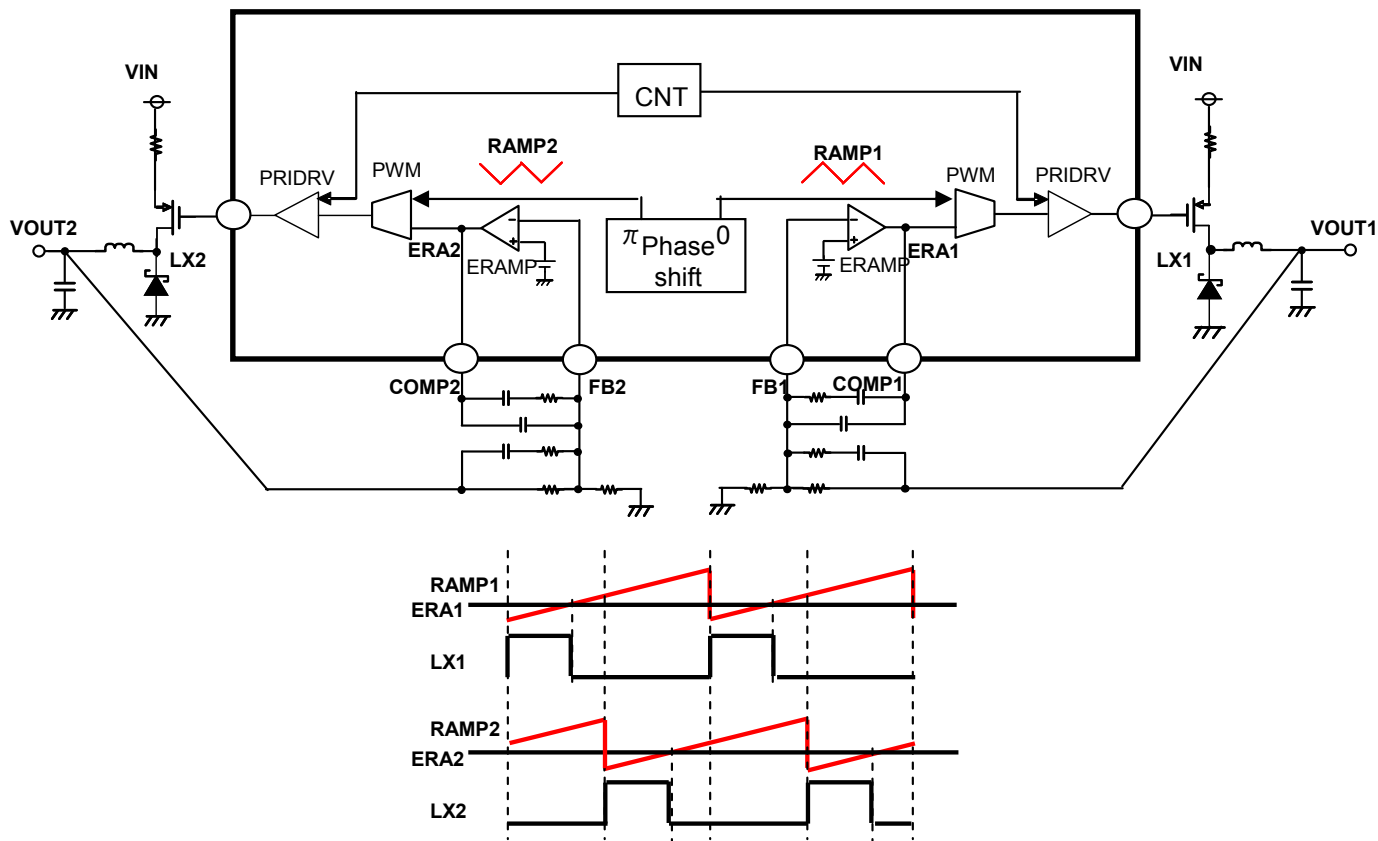 VIN
VIN
CNT
RAMP2
RAMP1
PWM
PWM
PRIDRV
PRIDRV
VOUT2
VOUT1
π Phase 0
shift
ERA2
ERA1
LX2
LX1
ERAMP
ERAMP
COMP2
FB2
FB1
COMP1
RAMP1
ERA1
LX1
RAMP2
ERA2
LX2